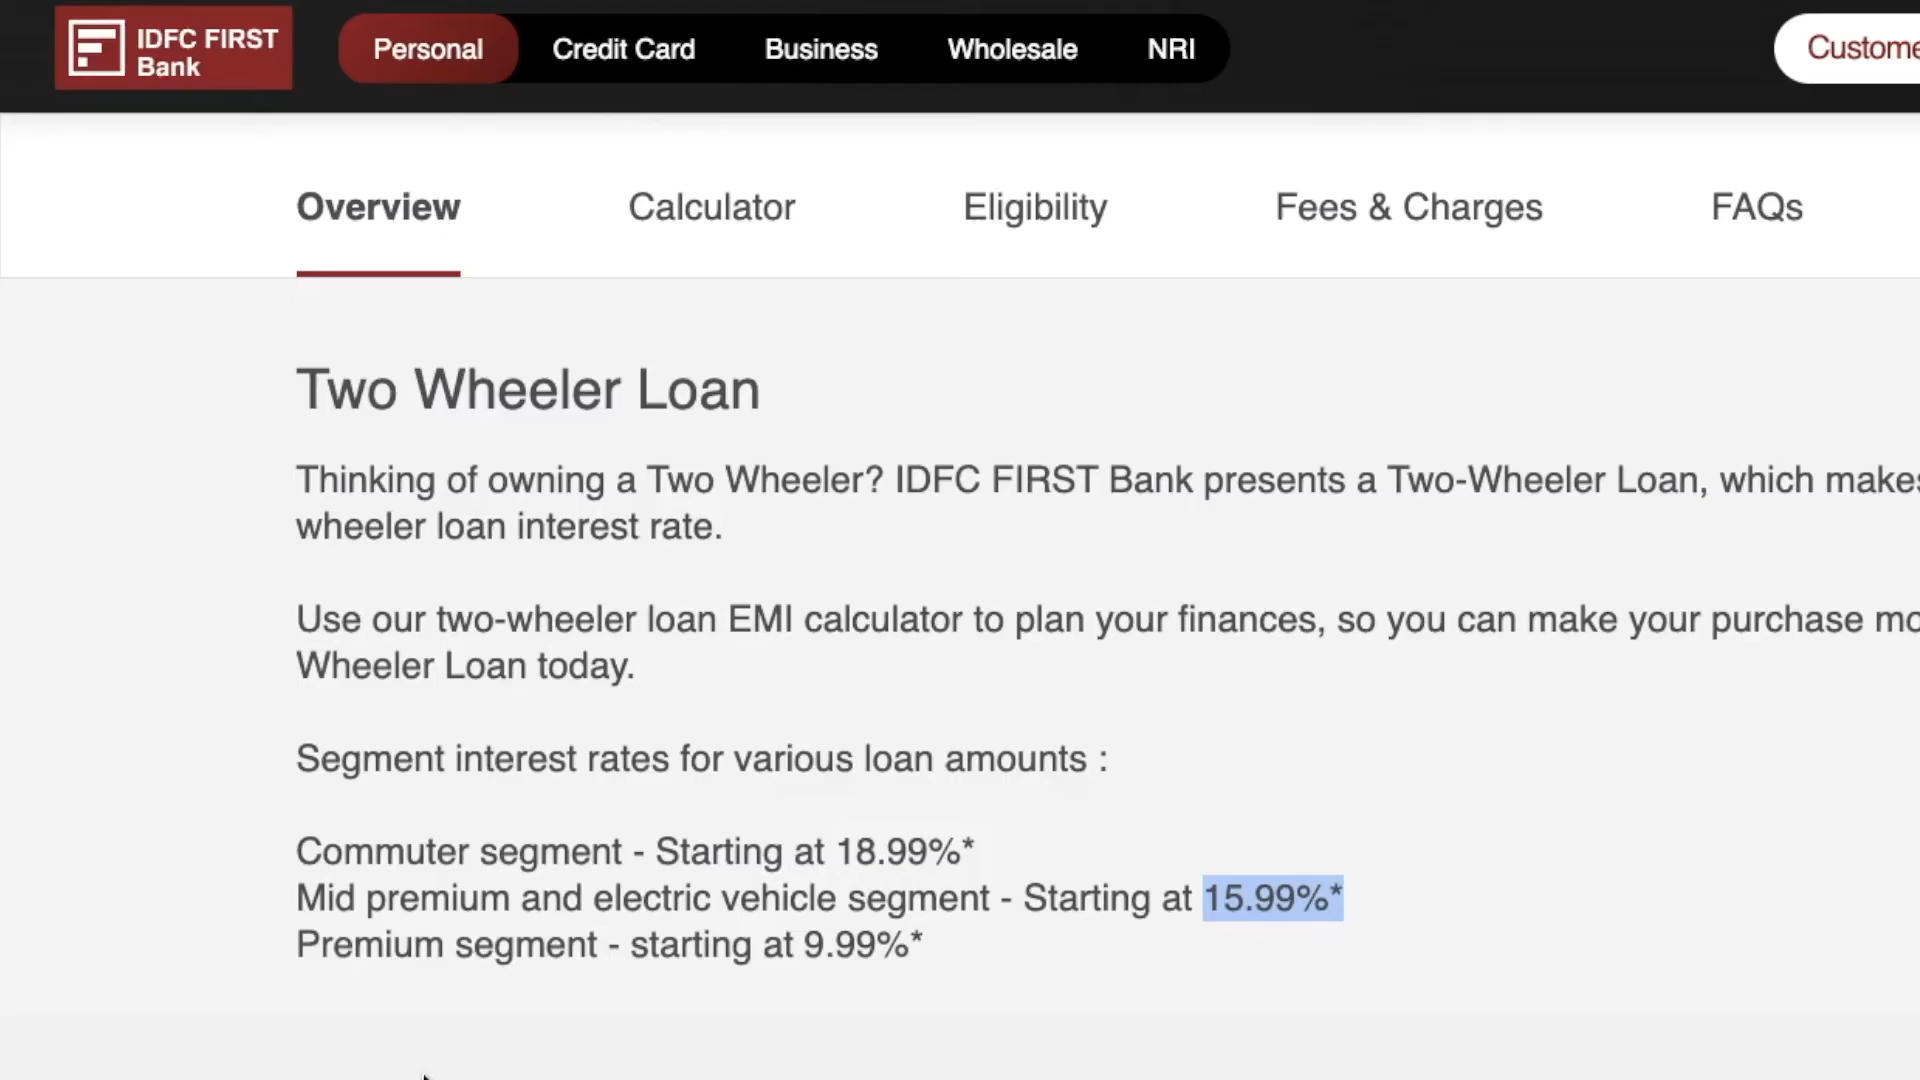 IDFC FIRST
Bank
Personal
Credit Card
Business
Wholesale
NRI
Overview
Calculator
Eligibility
Fees & Charges
FAQs
Two Wheeler Loan
Thinking of owning a Two Wheeler? IDFC FIRST Bank presents a Two-Wheeler Loan, which
wheeler loan interest rate.
Use our two-wheeler loan EMI calculator to plan your finances, so you can make your purchase
Wheeler Loan today.
Segment interest rates for various loan amounts :
Commuter segment - Starting at 18.99%*
Mid premium and electric vehicle segment - Starting at 15.99%*
Premium segment - starting at 9.99%*